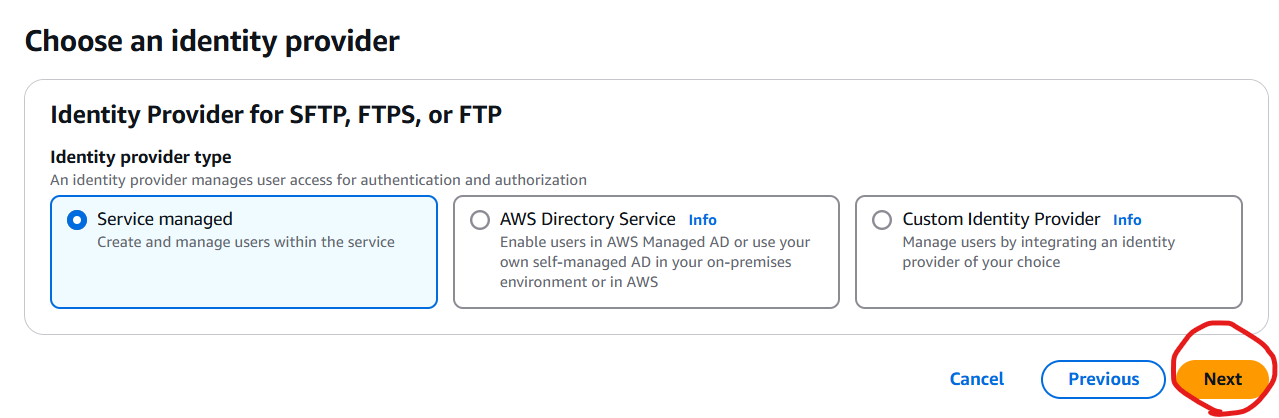 Choose an identity provider
Identity Provider for SFTP, FTPS, or FTP
Identity provider type
An identity provider manages user access for authentication and authorization
Service managed
Create and manage users within the service
AWS Directory Service Info
Enable users in AWS Managed AD or use your
own self-managed AD in your on-premises
environment or in AWS
Custom Identity Provider Info
Manage users by integrating an identity
provider of your choice
Cancel Previous Next